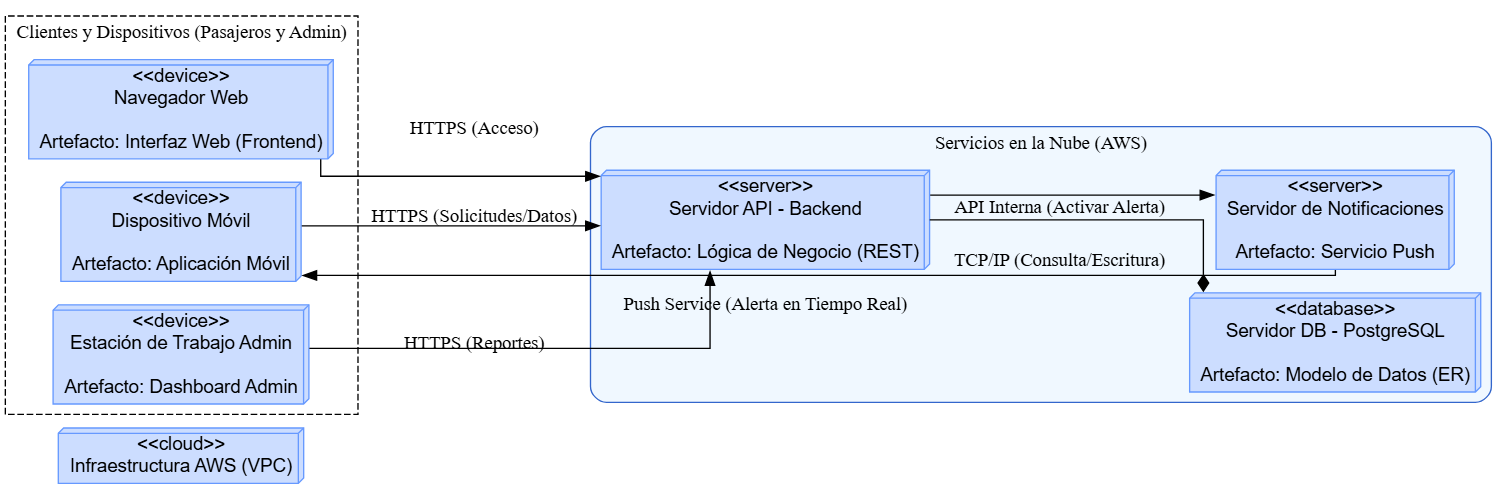 Clientes y Dispositivos (Pasajeros y Admin)
<<device>>
Navegador Web
Artefacto: Interfaz Web (Frontend)
<<device>>
Dispositivo Móvil
Artefacto: Aplicación Móvil
<<device>>
Estación de Trabajo Admin
Artefacto: Dashboard Admin
<<cloud>>
Infraestructura AWS (VPC)
HTTPS (Acceso)
HTTPS (Solicitudes/Datos)
HTTPS (Reportes)
Servicios en la Nube (AWS)
<<server>>
Servidor API - Backend
Artefacto: Lógica de Negocio (REST)
Push Service (Alerta en Tiempo Real)
API Interna (Activar Alerta)
TCP/IP (Consulta/Escritura)
<<server>>
Servidor de Notificaciones
Artefacto: Servicio Push
<<database>>
Servidor DB - PostgreSQL
Artefacto: Modelo de Datos (ER)